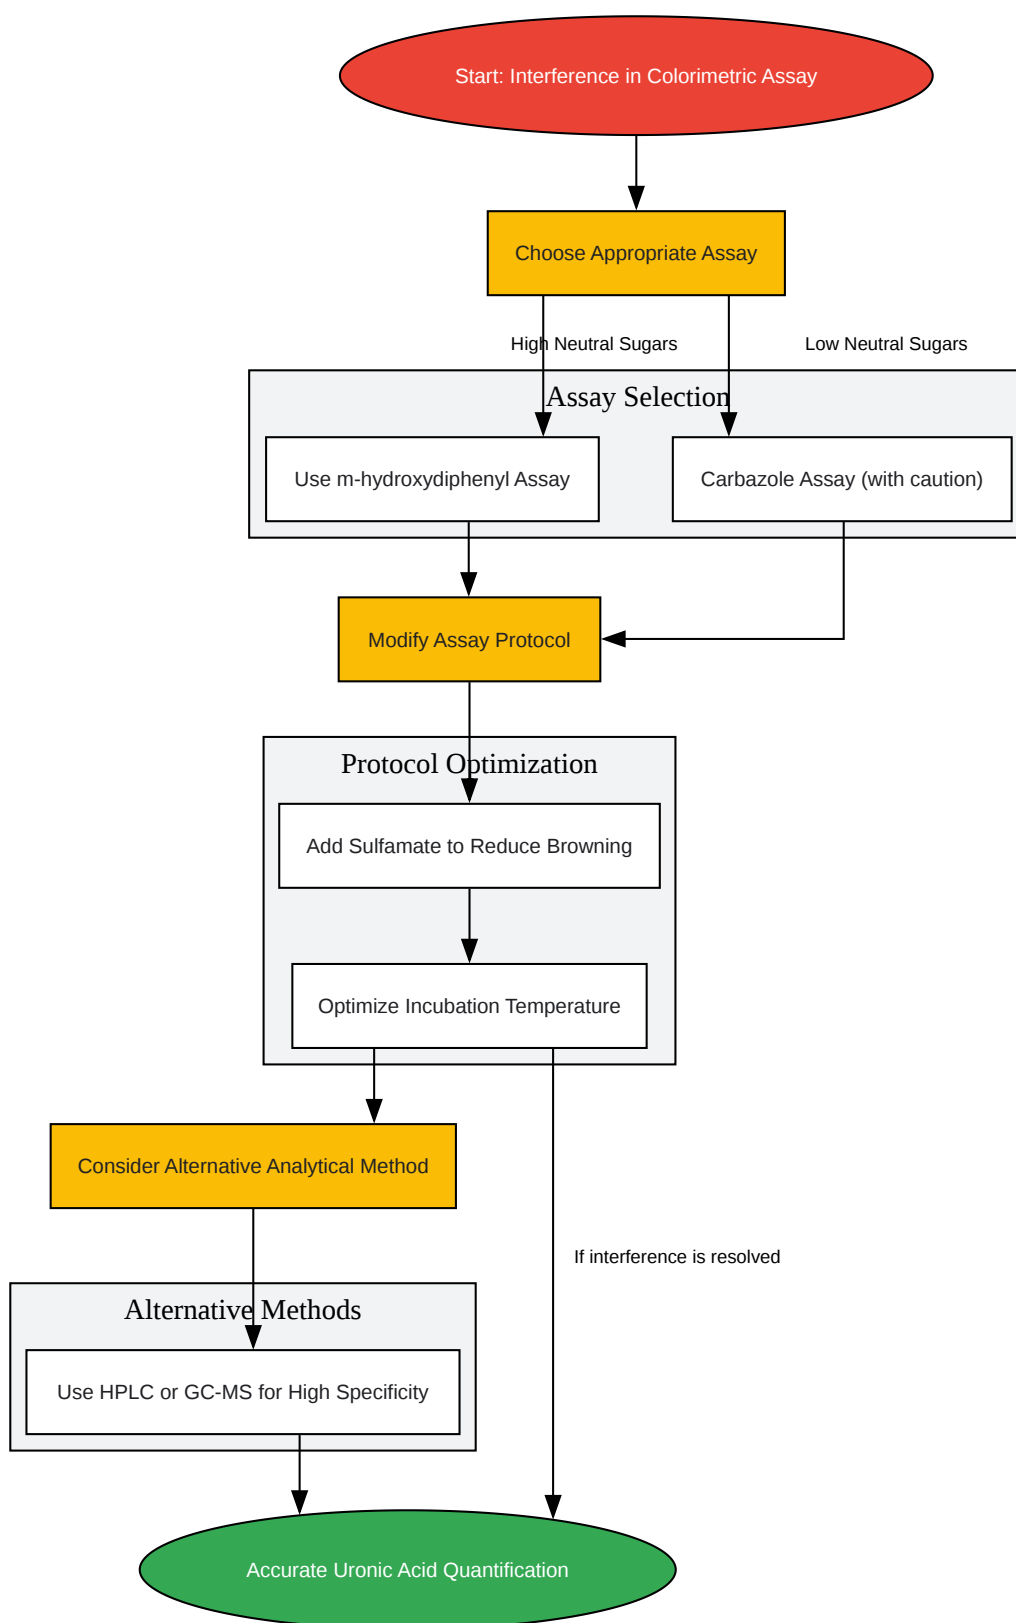 Start: Interference in Colorimetric Assay
Choose Appropriate Assay
High Neutral Sugars
Low Neutral Sugars
Assay Selection
Use m-hydroxydiphenyl Assay
Carbazole Assay (with caution)
Modify Assay Protocol
Protocol Optimization
Add Sulfamate to Reduce Browning
Optimize Incubation Temperature
Consider Alternative Analytical Method
If interference is resolved
Alternative Methods
Use HPLC or GC-MS for High Specificity
Accurate Uronic Acid Quantification